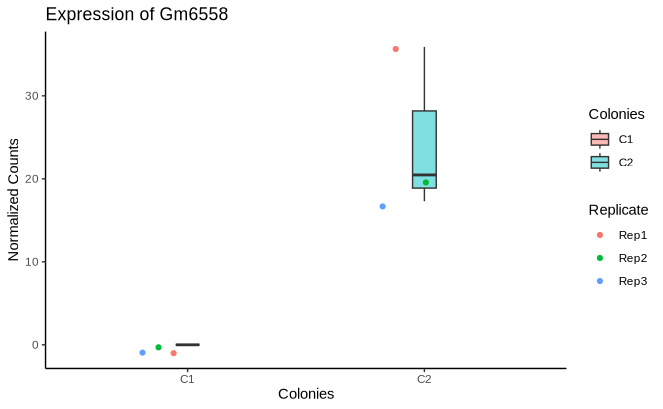 Expression of Gm6558
Normalized Counts
30
20
10
0
C1
C2
Colonies
Colonies
C1
C2
Replicate
Rep1
Rep2
Rep3